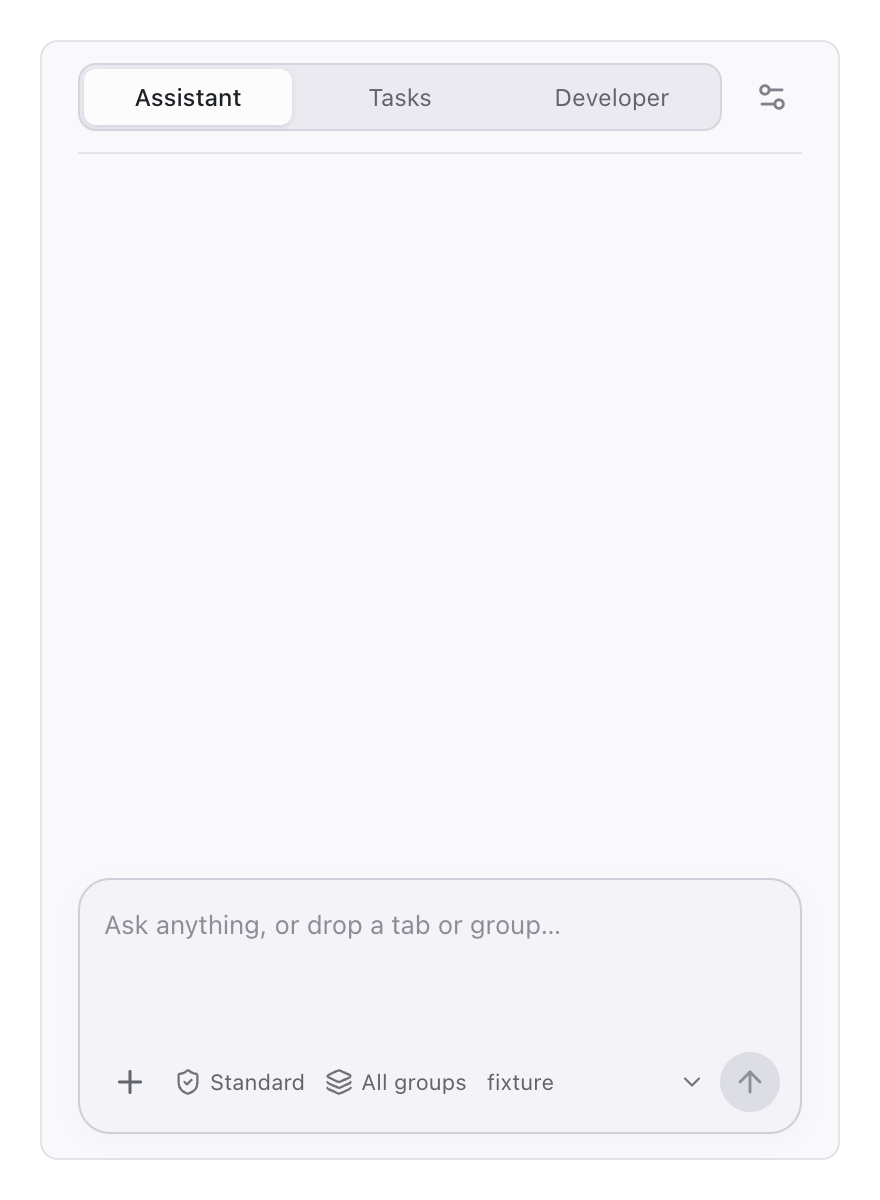 Assistant Tasks Developer
Ask anything, or drop a tab or group...
Standard All groups fixture